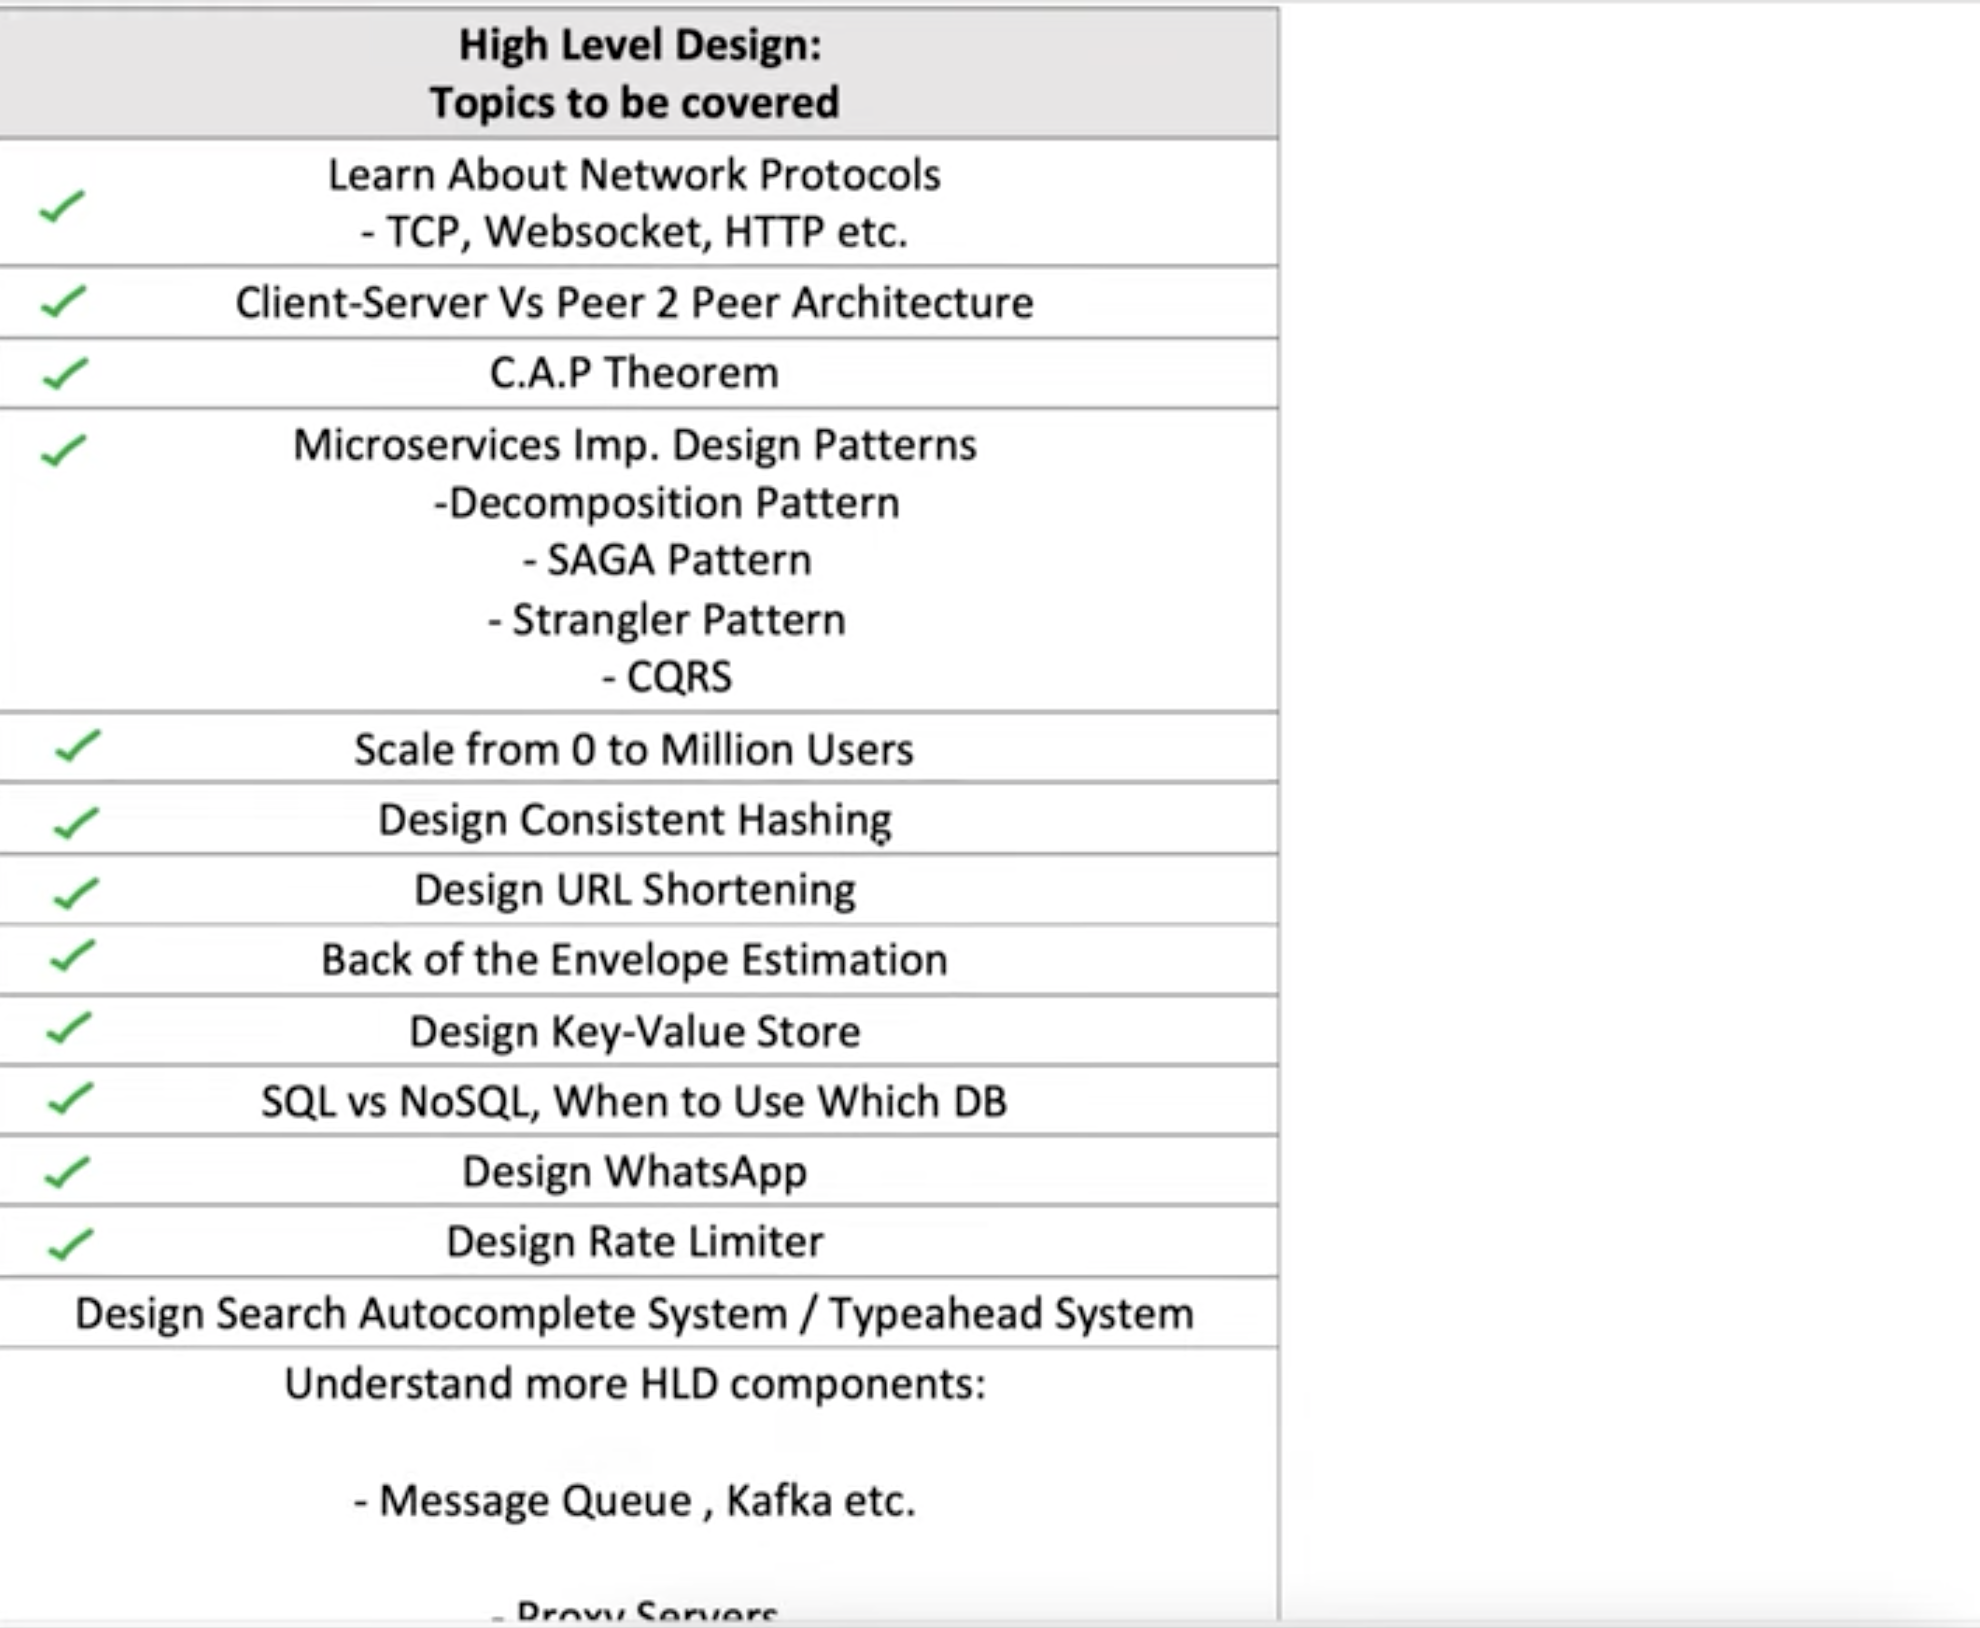 High Level Design:
Topics to be covered
Learn About Network Protocols
- TCP, Websocket, HTTP etc.
Client-Server Vs Peer 2 Peer Architecture
C.A.P Theorem
Microservices Imp. Design Patterns
-Decomposition Pattern
- SAGA Pattern
- Strangler Pattern
- CQRS
Scale from 0 to Million Users
Design Consistent Hashing
Design URL Shortening
Back of the Envelope Estimation
Design Key-Value Store
SQL vs NoSQL, When to Use Which DB
Design WhatsApp
Design Rate Limiter
Design Search Autocomplete System / Typeahead System
Understand more HLD components:
- Message Queue , Kafka etc.
- Proxy Servers